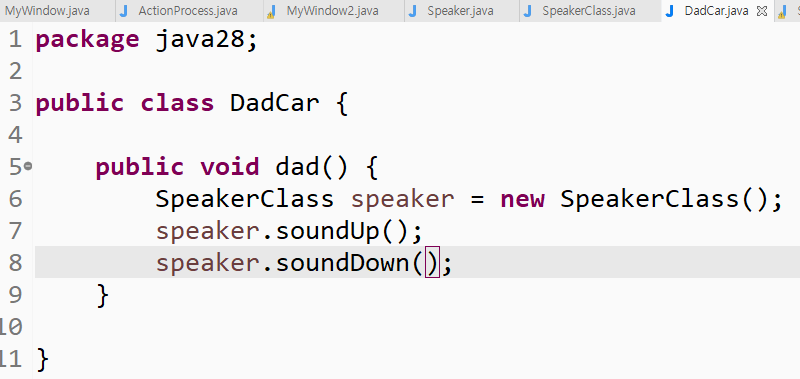 MyWindow.java ActionProcess.java MyWindow2.java Speaker.java SpeakerClass.java DadCar.java
1 package java28;
2
3 public class DadCar {
4
5 public void dad() {
6 SpeakerClass speaker = new SpeakerClass();
7 speaker.soundUp();
8 speaker.soundDown();
9 }
10
11 }